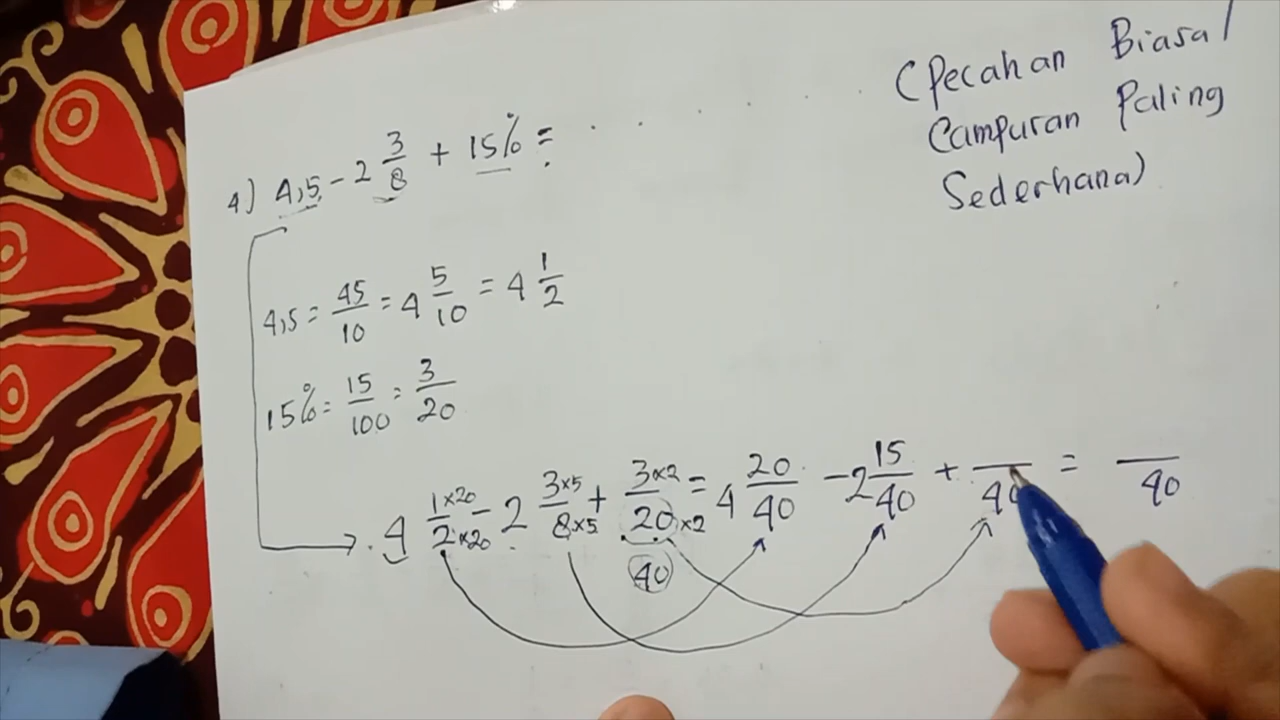 (Pecahan Biasa/
Campuran Paling
Sederhana)
4) 4,5 - 2 3/8 + 15% = . . . . . .
4,5 = 45/10 = 4 5/10 = 4 1/2
15% = 15/100 = 3/20
4 1×20/2×20 - 2 3×5/8×5 + 3×2/20×2 = 4 20/40 - 2 15/40 + /40 = /40
40